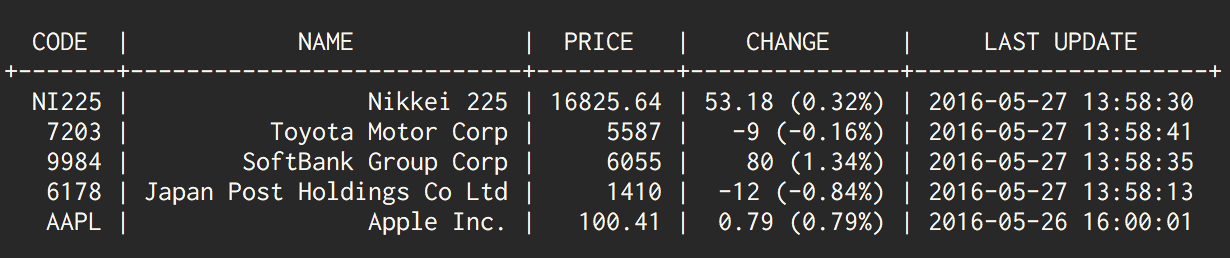 CODE | NAME | PRICE | CHANGE | LAST UPDATE
+-------+----------------------------+----------+---------------+---------------------+
NI225 | Nikkei 225 | 16825.64 | 53.18 (0.32%) | 2016-05-27 13:58:30
7203 | Toyota Motor Corp | 5587 | -9 (-0.16%) | 2016-05-27 13:58:41
9984 | SoftBank Group Corp | 6055 | 80 (1.34%) | 2016-05-27 13:58:35
6178 | Japan Post Holdings Co Ltd | 1410 | -12 (-0.84%) | 2016-05-27 13:58:13
AAPL | Apple Inc. | 100.41 | 0.79 (0.79%) | 2016-05-26 16:00:01